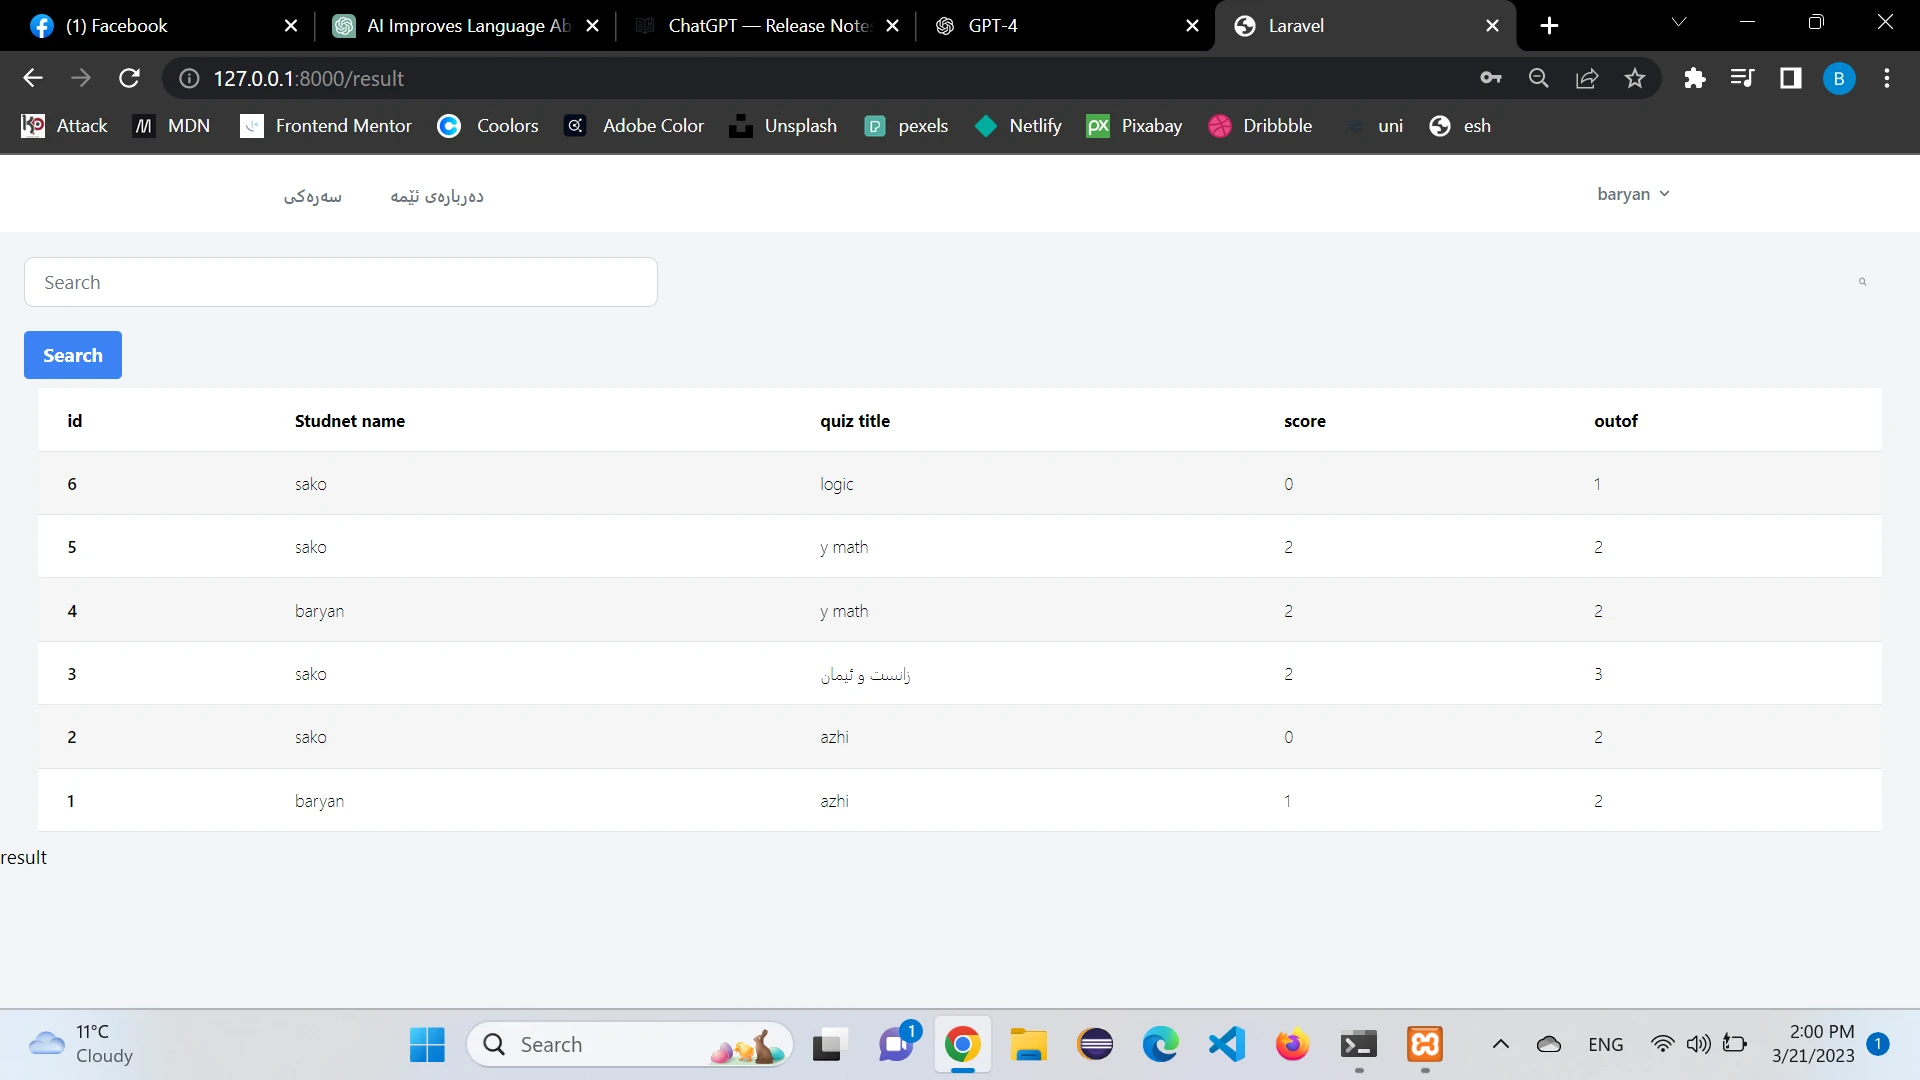 (1) Facebook
AI Improves Language Ab
ChatGPT — Release Note
GPT-4
Laravel
127.0.0.1:8000/result
B
Attack
MDN
Frontend Mentor
Coolors
Adobe Color
Unsplash
pexels
Netlify
Pixabay
Dribbble
uni
esh
سەرەکی
دەربارەی ئێمە
baryan
Search
Search
id Studnet name quiz title score outof
6 sako logic 0 1
5 sako y math 2 2
4 baryan y math 2 2
3 sako زانست و ئیمان 2 3
2 sako azhi 0 2
1 baryan azhi 1 2
result
11°C
Cloudy
Search
1
ENG
2:00 PM
3/21/2023
1